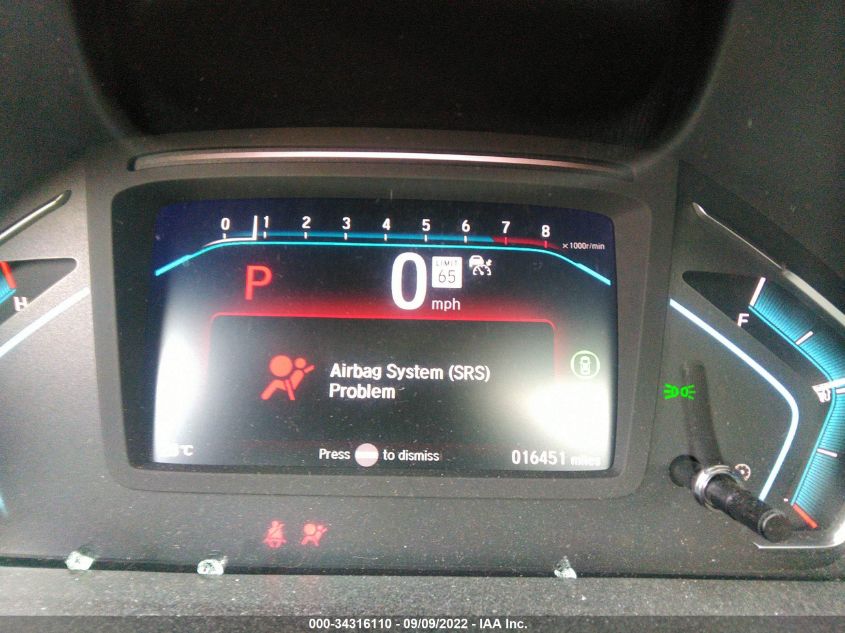 0 1 2 3 4 5 6 7 8
×1000r/min
P 0 mph
LIMIT
65
H
F
Airbag System (SRS)
Problem
°C
Press to dismiss
016451 miles
000-34316110 - 09/09/2022 - IAA Inc.